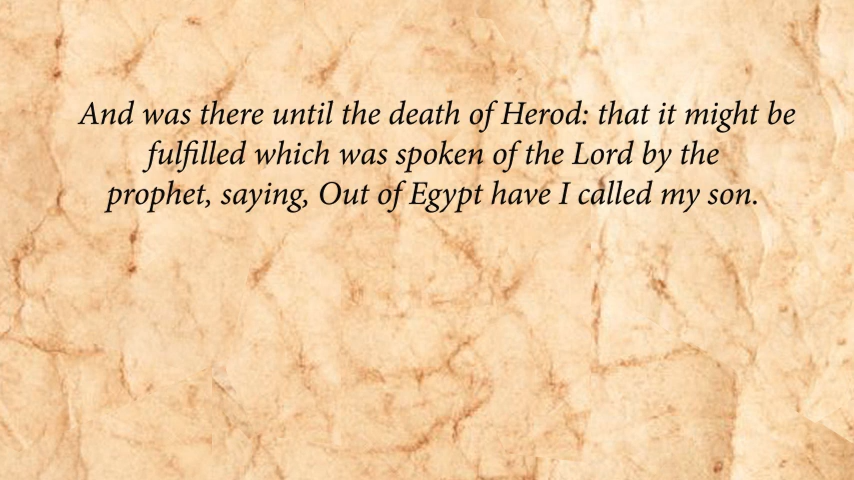 And was there until the death of Herod: that it might be
fulfilled which was spoken of the Lord by the
prophet, saying, Out of Egypt have I called my son.